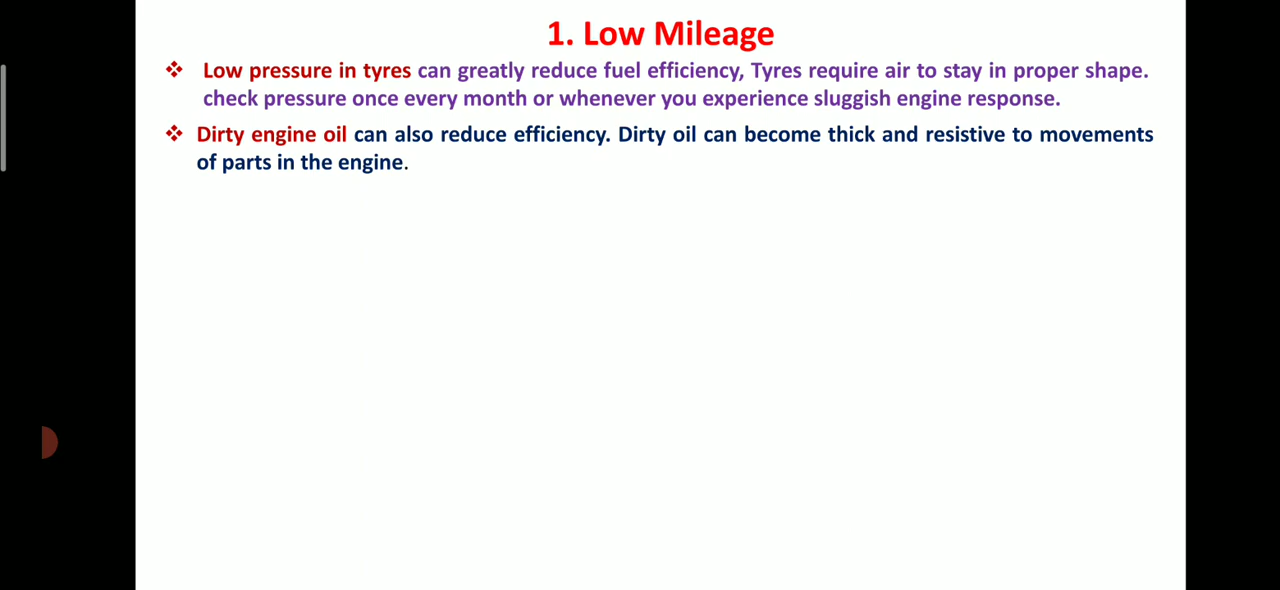 1. Low Mileage
❖ Low pressure in tyres can greatly reduce fuel efficiency, Tyres require air to stay in proper shape.
check pressure once every month or whenever you experience sluggish engine response.
❖ Dirty engine oil can also reduce efficiency. Dirty oil can become thick and resistive to movements
of parts in the engine.